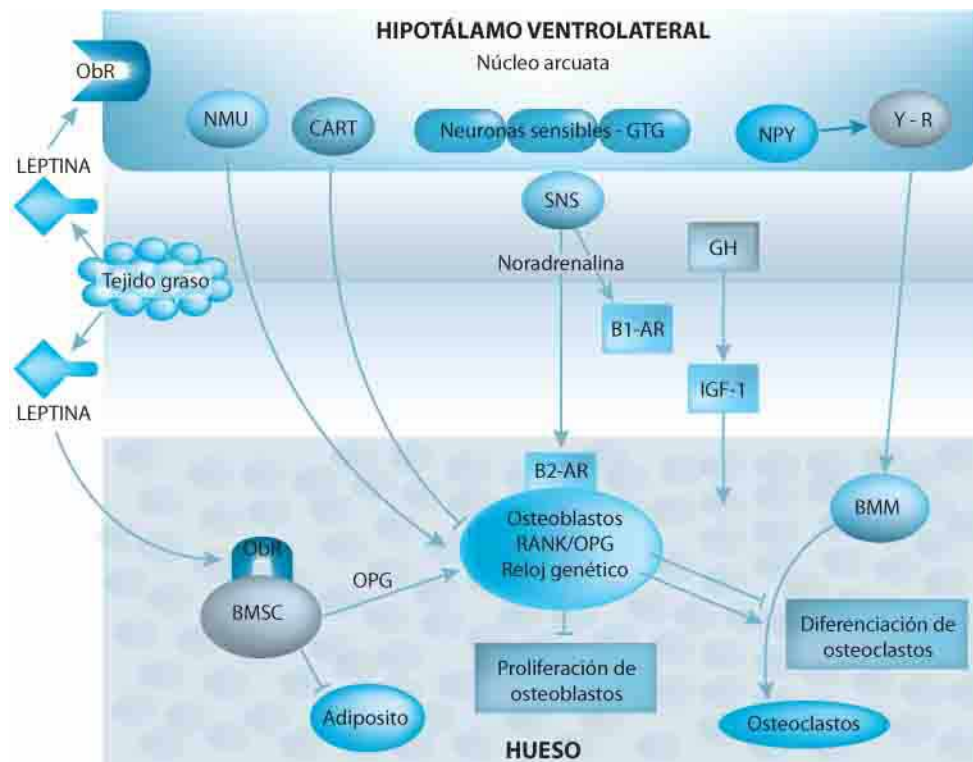 HIPOTÁLAMO VENTROLATERAL
Núcleo arcuata
ObR
NMU
CART
Neuronas sensibles - GTG
NPY
Y - R
LEPTINA
SNS
Tejido graso
Noradrenalina
GH
B1-AR
IGF-1
LEPTINA
B2-AR
Osteoblastos
RANK/OPG
Reloj genético
BMM
ObR
BMSC
OPG
Diferenciación de
osteoclastos
Proliferación de
osteoblastos
Adiposito
Osteoclastos
HUESO